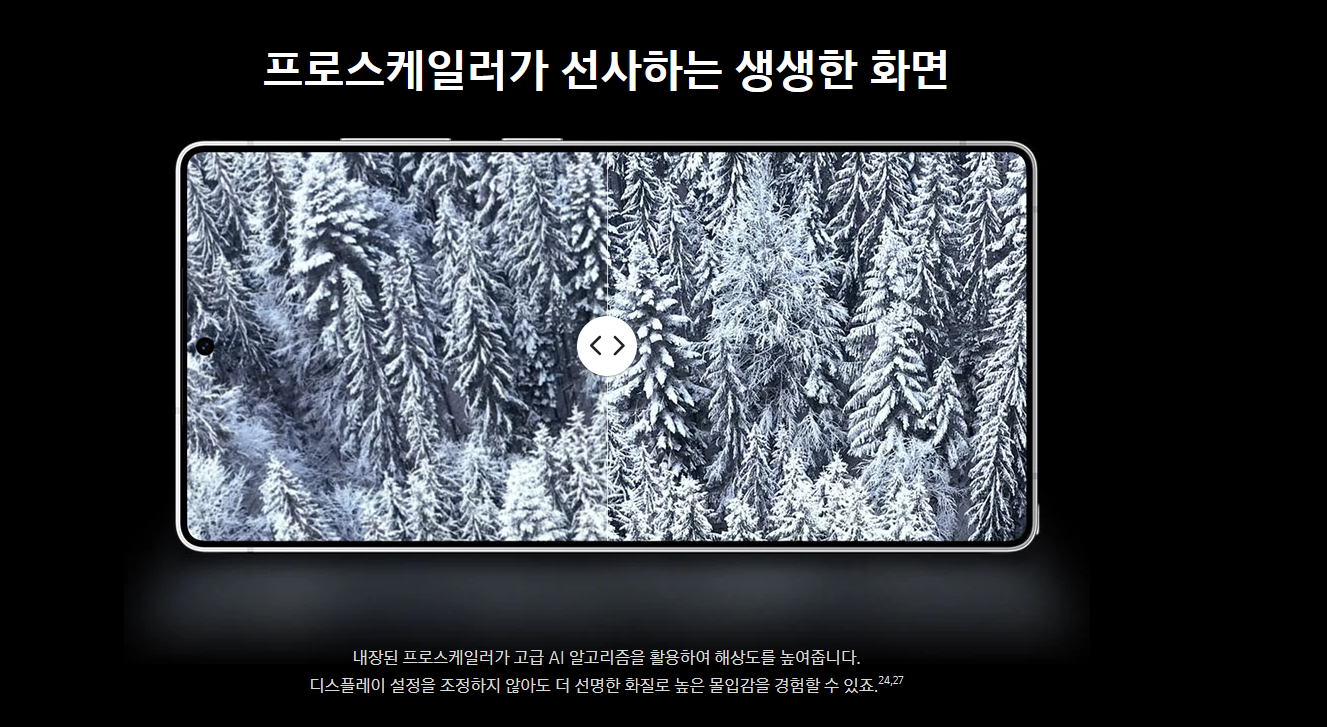 프로스케일러가 선사하는 생생한 화면
내장된 프로스케일러가 고급 AI 알고리즘을 활용하여 해상도를 높여줍니다.
디스플레이 설정을 조정하지 않아도 더 선명한 화질로 높은 몰입감을 경험할 수 있죠.24,27